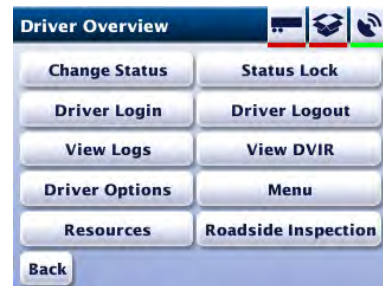 Driver Overview
Change Status Status Lock
Driver Login Driver Logout
View Logs View DVIR
Driver Options Menu
Resources Roadside Inspection
Back